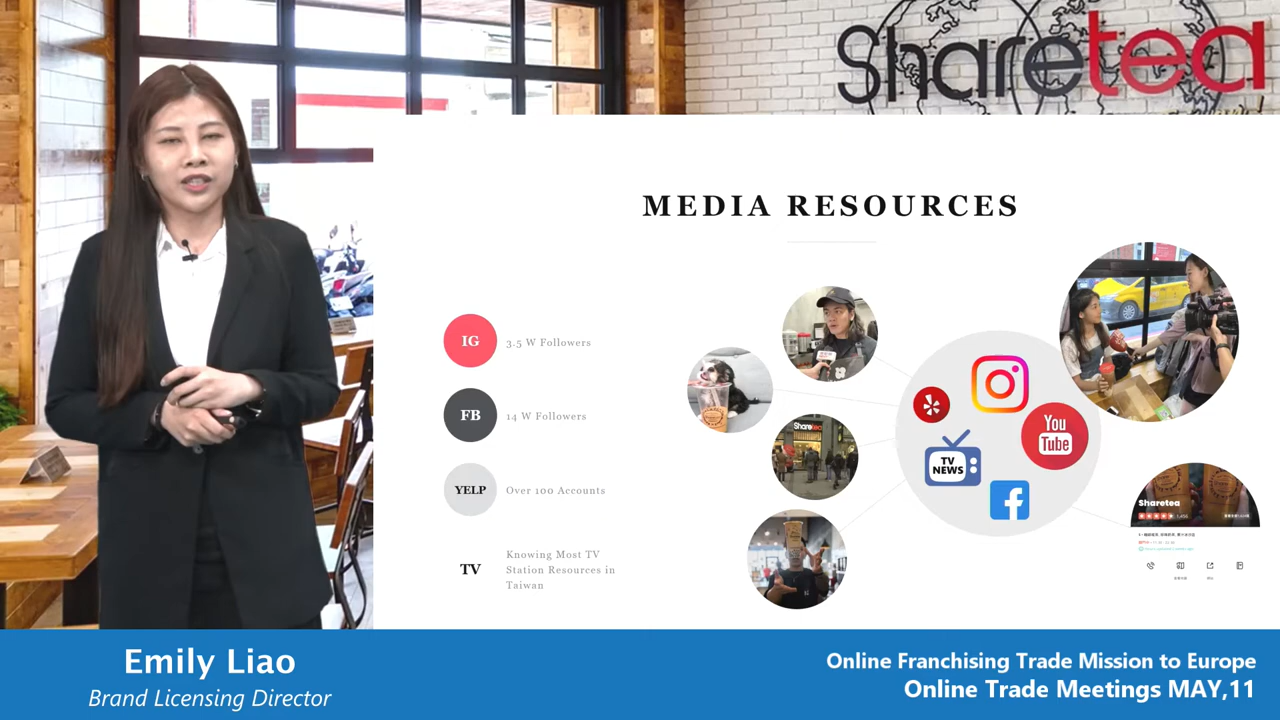 Sharetea
MEDIA RESOURCES
IG
3.5 W Followers
FB
14 W Followers
YELP
Over 100 Accounts
TV
Knowing Most TV
Station Resources in
Taiwan
Sharetea
You
Tube
TV
NEWS
Sharetea
Emily Liao
Brand Licensing Director
Online Franchising Trade Mission to Europe
Online Trade Meetings MAY,11